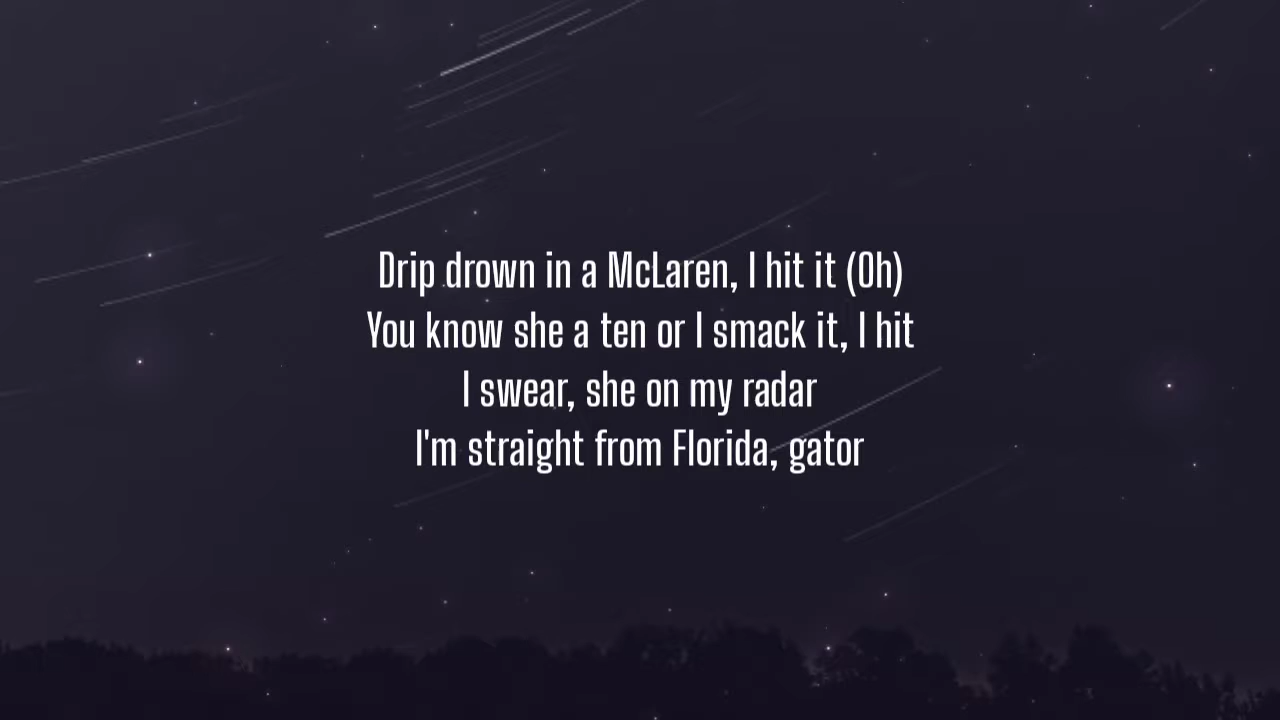 Drip drown in a McLaren, I hit it (Oh)
You know she a ten or I smack it, I hit
I swear, she on my radar
I'm straight from Florida, gator